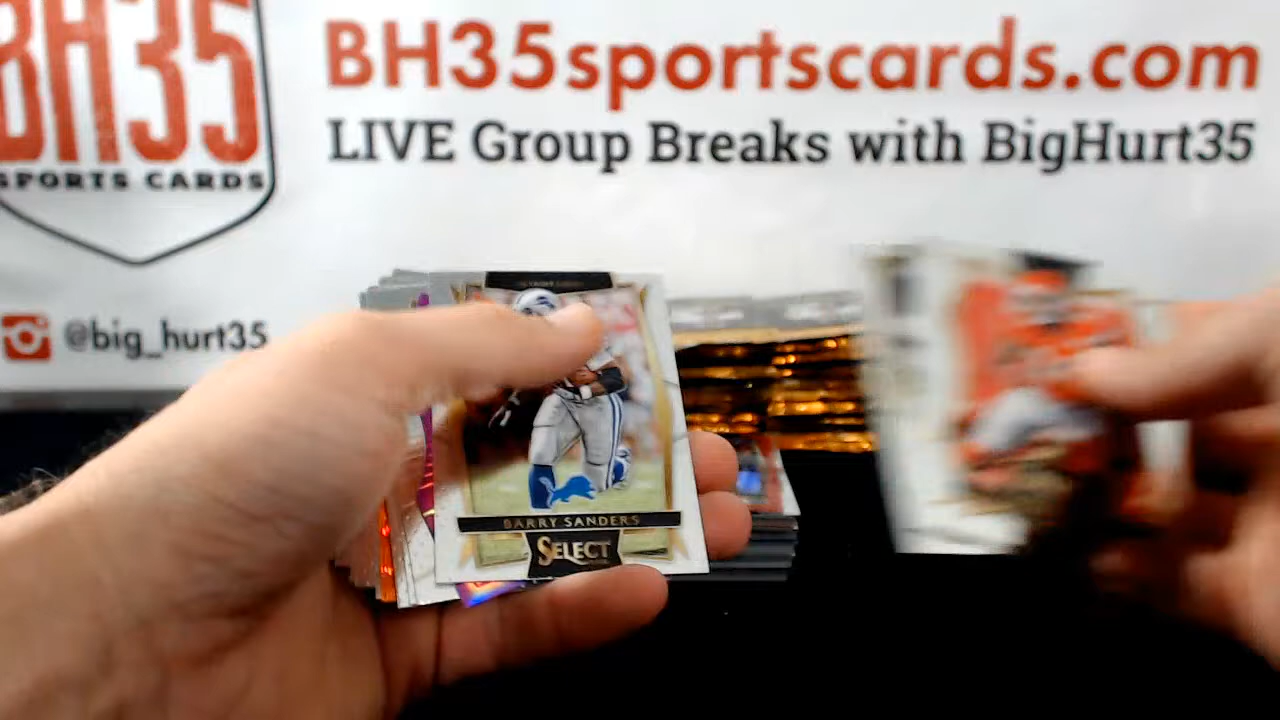 BH35
SPORTS CARDS
BH35sportscards.com
LIVE Group Breaks with BigHurt35
@big_hurt35
BARRY SANDERS
SELECT